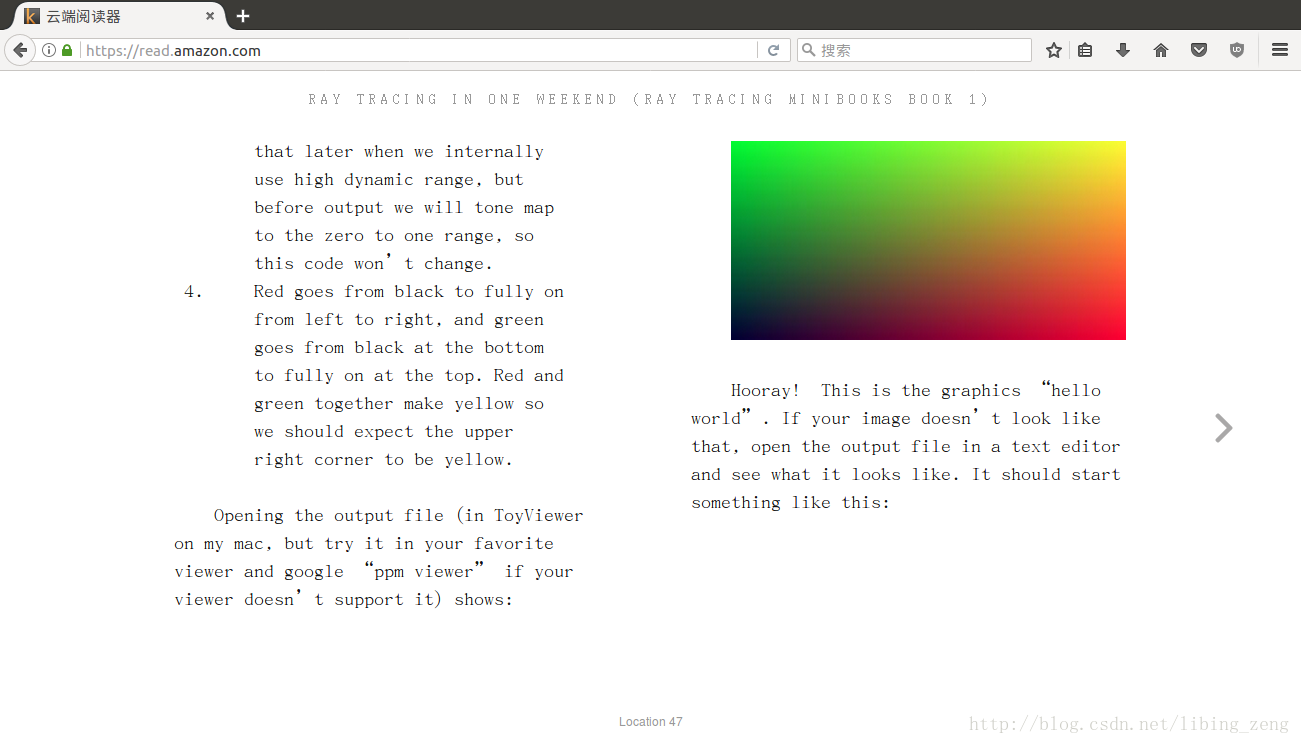 云端阅读器
https://read.amazon.com
搜索
RAY TRACING IN ONE WEEKEND (RAY TRACING MINIBOOKS BOOK 1)
that later when we internally
use high dynamic range, but
before output we will tone map
to the zero to one range, so
this code won’t change.
4. Red goes from black to fully on
from left to right, and green
goes from black at the bottom
to fully on at the top. Red and
green together make yellow so
we should expect the upper
right corner to be yellow.
Opening the output file (in ToyViewer
on my mac, but try it in your favorite
viewer and google “ppm viewer” if your
viewer doesn’t support it) shows:
Hooray! This is the graphics “hello
world”. If your image doesn’t look like
that, open the output file in a text editor
and see what it looks like. It should start
something like this:
Location 47
http://blog.csdn.net/libing_zeng